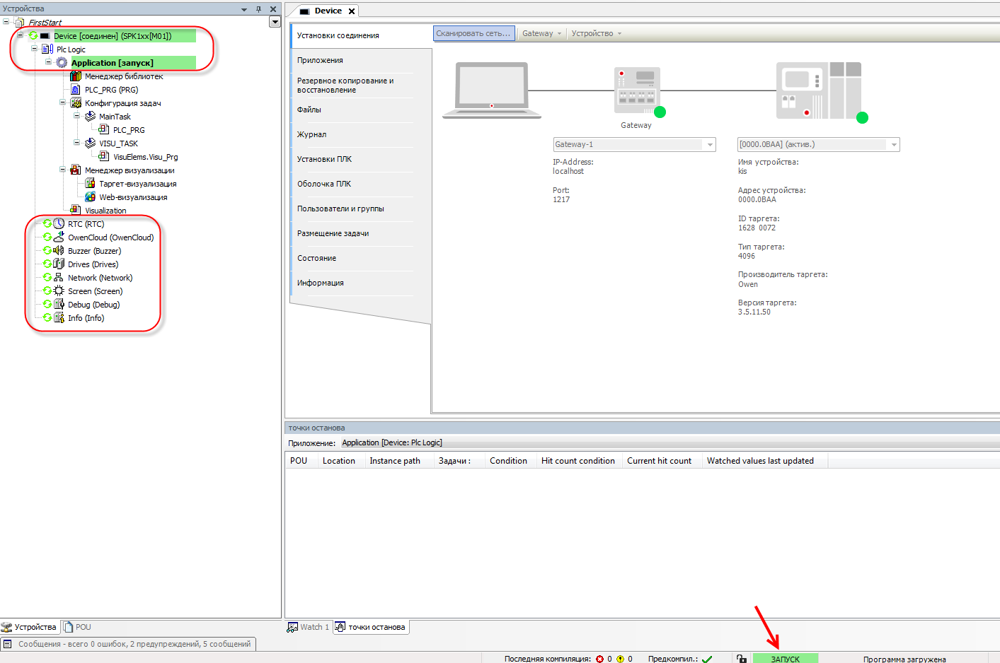 Устройства
FirstStart
Device [соединен] (SPK1xx[M01])
Plc Logic
Application [запуск]
Менеджер библиотек
PLC_PRG (PRG)
Конфигурация задач
MainTask
PLC_PRG
VISU_TASK
VisuElems.Visu_Prg
Менеджер визуализации
Таргет-визуализация
Web-визуализация
Visualization
RTC (RTC)
OwenCloud (OwenCloud)
Buzzer (Buzzer)
Drives (Drives)
Network (Network)
Screen (Screen)
Debug (Debug)
Info (Info)
Устройства
POU
Device
Установки соединения
Приложения
Резервное копирование и
восстановление
Файлы
Журнал
Установки ПЛК
Оболочка ПЛК
Пользователи и группы
Размещение задачи
Состояние
Информация
Сканировать сеть...
Gateway
Устройство
Gateway
Gateway-1
IP-Address:
localhost
Port:
1217
[0000.0BAA] (актив.)
Имя устройства:
kis
Адрес устройства:
0000.0BAA
ID таргета:
1628 0072
Тип таргета:
4096
Производитель таргета:
Owen
Версия таргета:
3.5.11.50
точки останова
Приложение: Application [Device: Plc Logic]
POU Location Instance path Задачи : Condition Hit count condition Current hit count Watched values last updated
Watch 1
точки останова
Сообщения - всего 0 ошибок, 2 предупреждений, 5 сообщений
Последняя компиляция: 0 0 Предкомпил.: ЗАПУСК Программа загружена